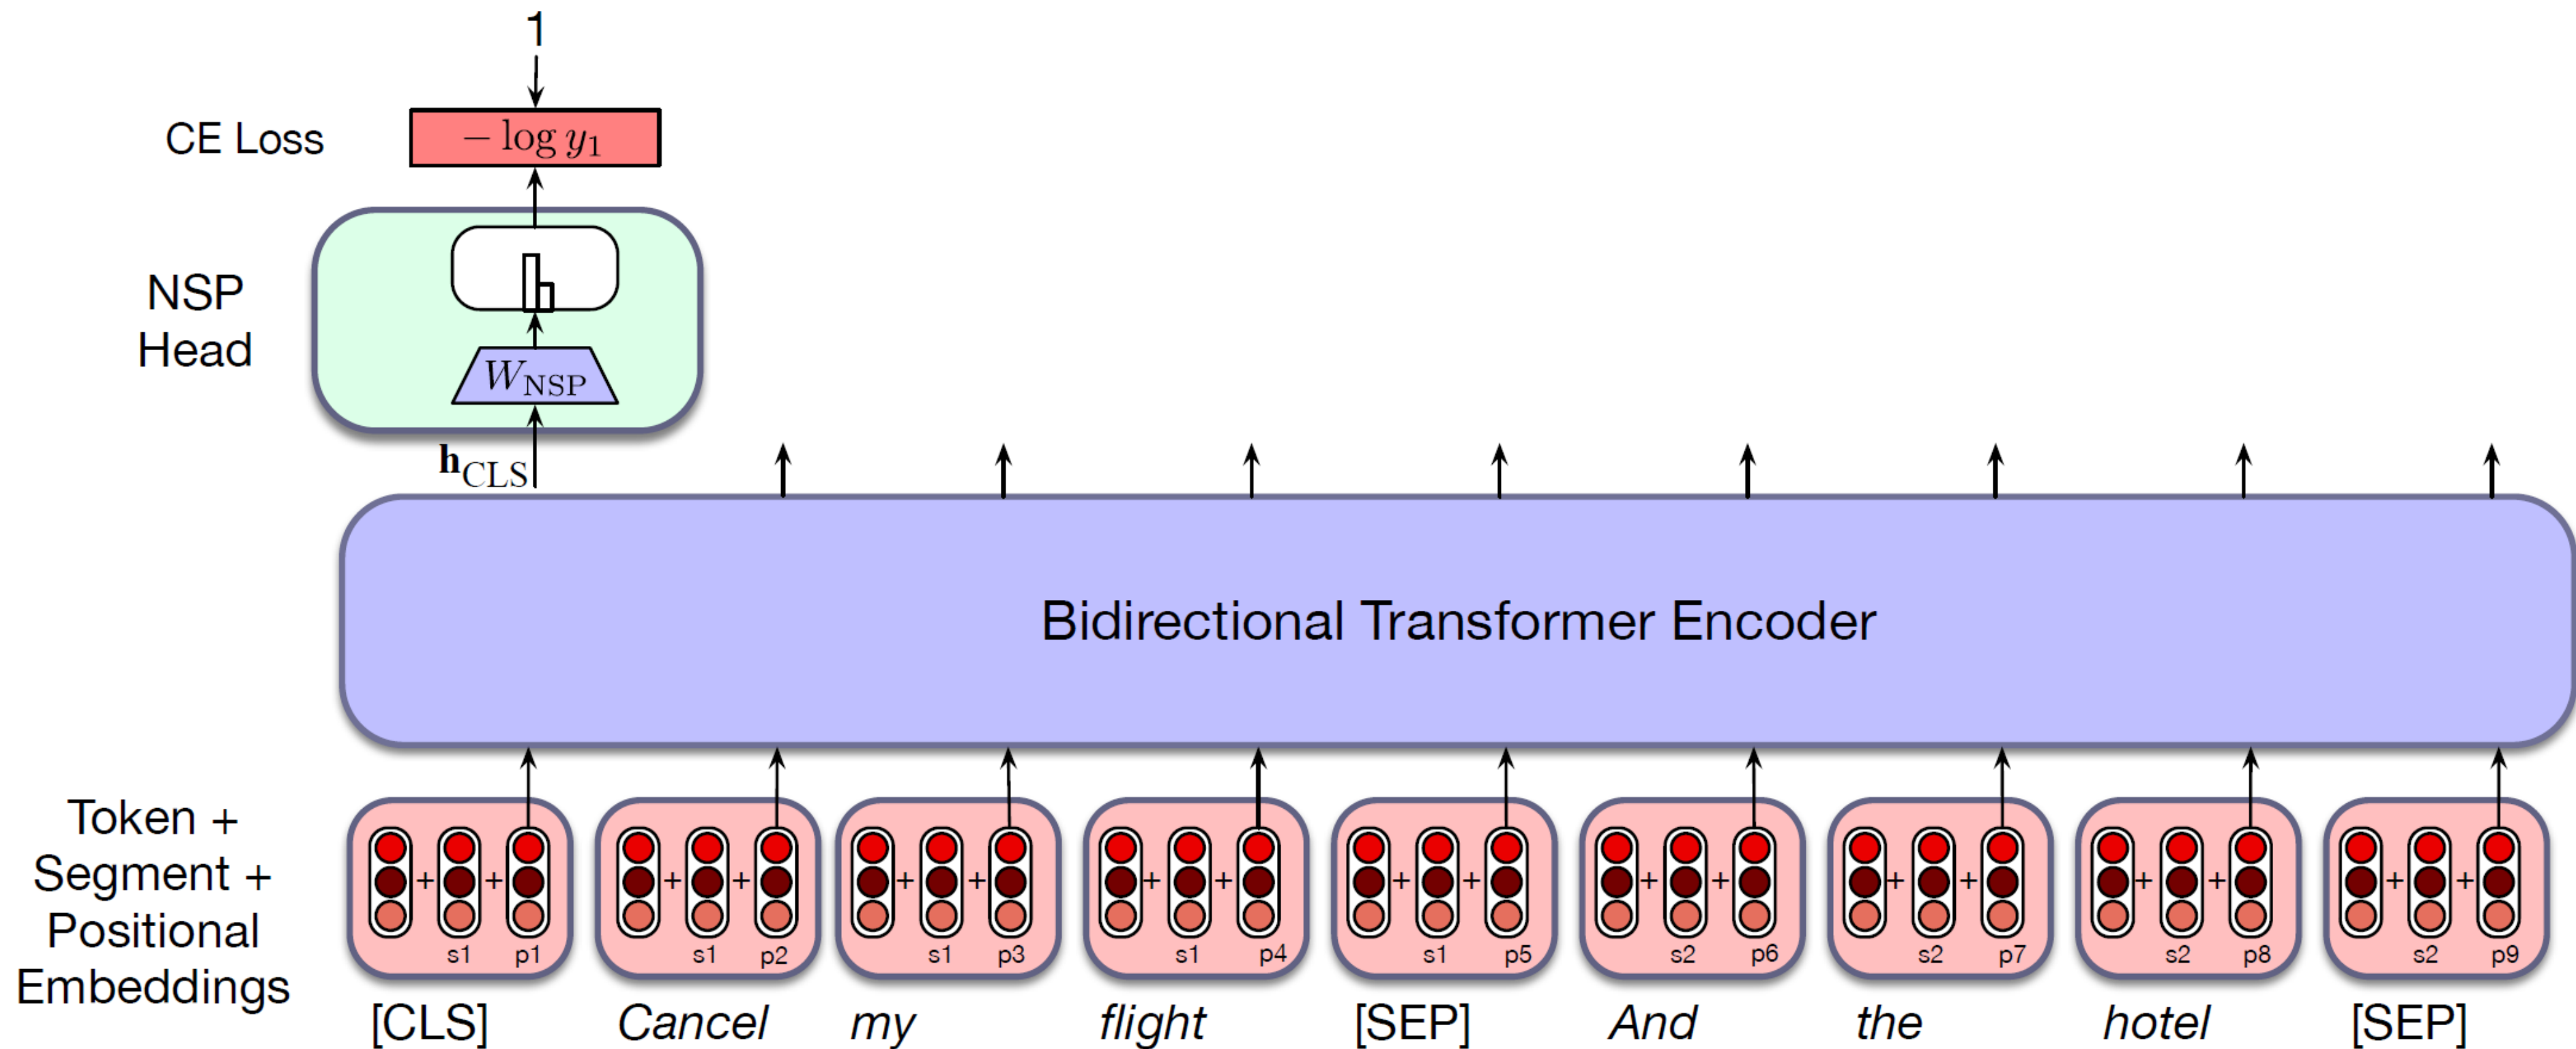 1
CE Loss
− log y₁
NSP
Head
W_NSP
h_CLS
Bidirectional Transformer Encoder
Token +
Segment +
Positional
Embeddings
+ + + + + + + + + + + + + + + + + +
s1 p1 s1 p2 s1 p3 s1 p4 s1 p5 s2 p6 s2 p7 s2 p8 s2 p9
[CLS] Cancel my flight [SEP] And the hotel [SEP]